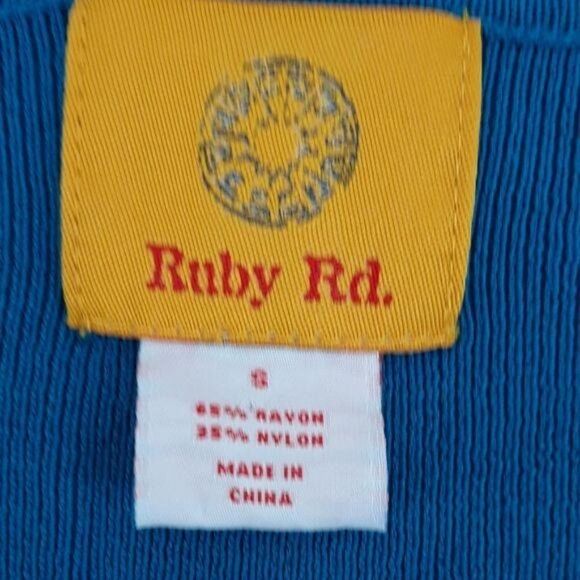 Ruby Rd.
S
65% RAYON
35% NYLON
MADE IN
CHINA